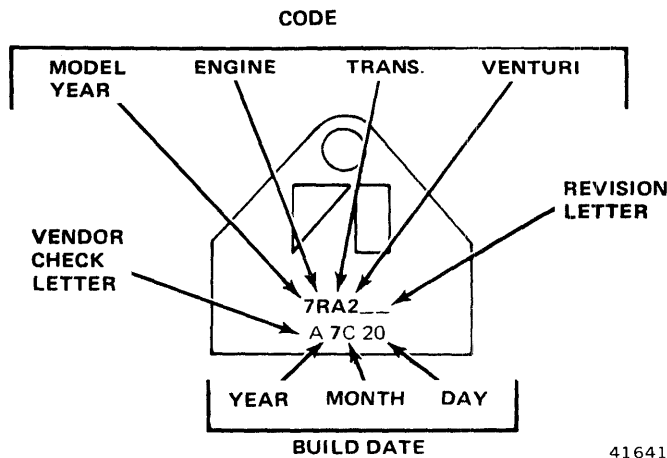 CODE
MODEL YEAR ENGINE TRANS. VENTURI
REVISION LETTER
VENDOR CHECK LETTER
7RA2__
A 7C 20
YEAR MONTH DAY
BUILD DATE
41641